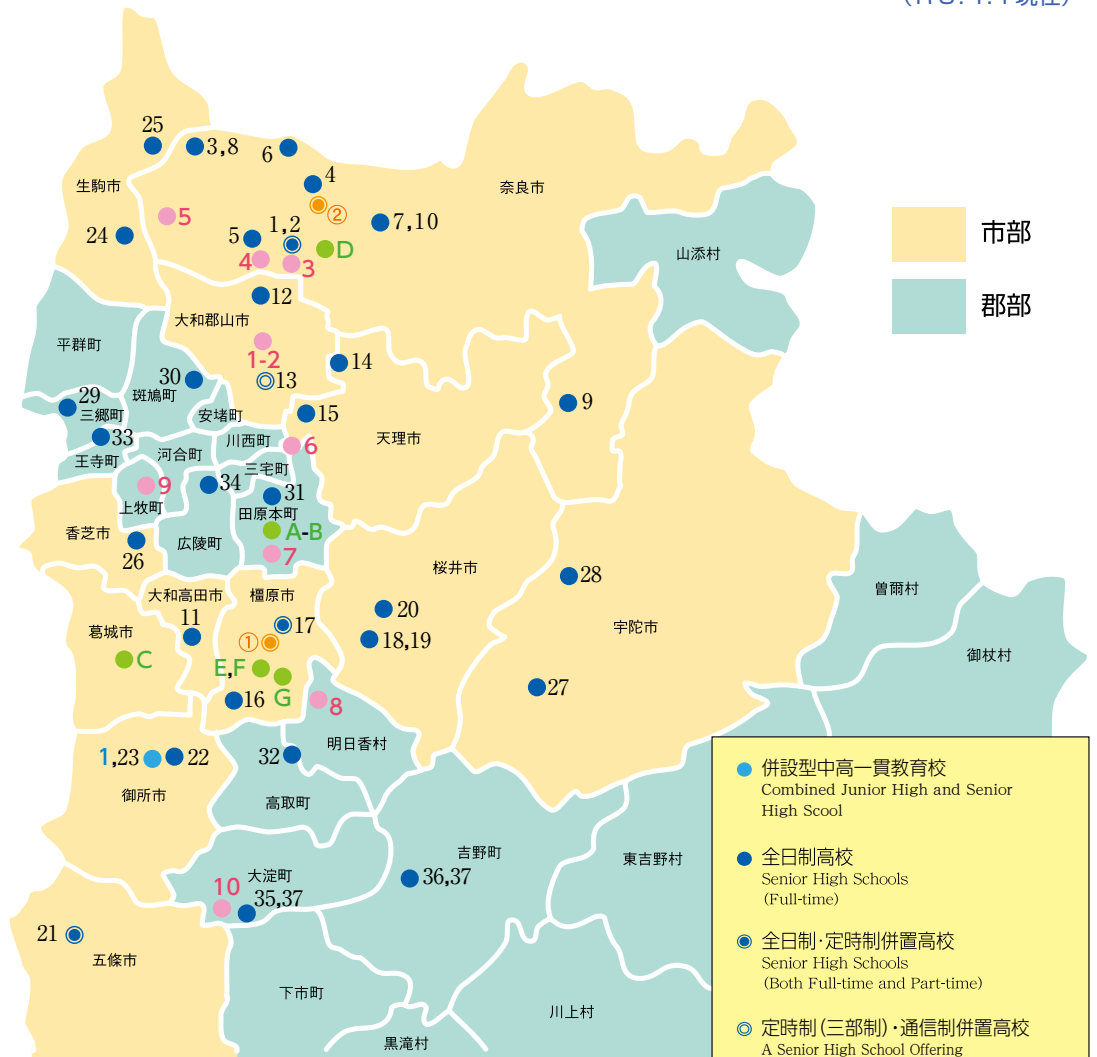 25
3,8
6
4
生駒市
奈良市
5
②
1,2
7,10
24
5
D
4
3
山添村
市部
12
郡部
大和郡山市
平群町
1-2
14
30
13
29
斑鳩町
9
三郷町
安堵町
15
33
川西町
天理市
6
王寺町
河合町
三宅町
9
34
31
上牧町
田原本町
香芝市
A-B
広陵町
7
26
桜井市
28
大和高田市
橿原市
曽爾村
11
20
葛城市
17
宇陀市
①
18,19
御杖村
C
E,F
G
27
16
8
明日香村
1,23
22
32
御所市
高取町
吉野町
東吉野村
大淀町
36,37
10
35,37
21
五條市
下市町
川上村
黒滝村
併設型中高一貫教育校
Combined Junior High and Senior
High Scool
全日制高校
Senior High Schools
(Full-time)
全日制・定時制併置高校
Senior High Schools
(Both Full-time and Part-time)
定時制(三部制)・通信制併置高校
A Senior High School Offering